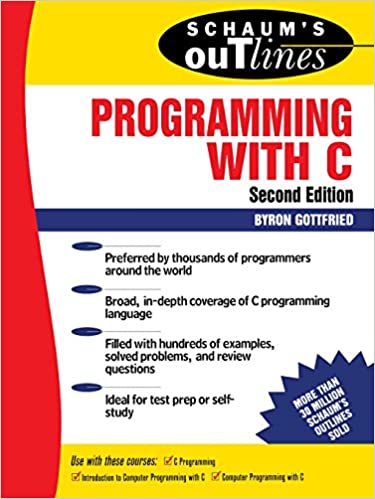 SCHAUM'S
ouTlines
PROGRAMMING
WITH C
Second Edition
BYRON GOTTFRIED
Preferred by thousands of programmers
around the world
Broad, in-depth coverage of C programming
language
Filled with hundreds of examples,
solved problems, and review
questions
Ideal for test prep or self-
study
MORE THAN
30 MILLION
SCHAUM'S
OUTLINES
SOLD
Use with these courses: ☑ C Programming
☑ Introduction to Computer Programming with C ☑ Computer Programming with C